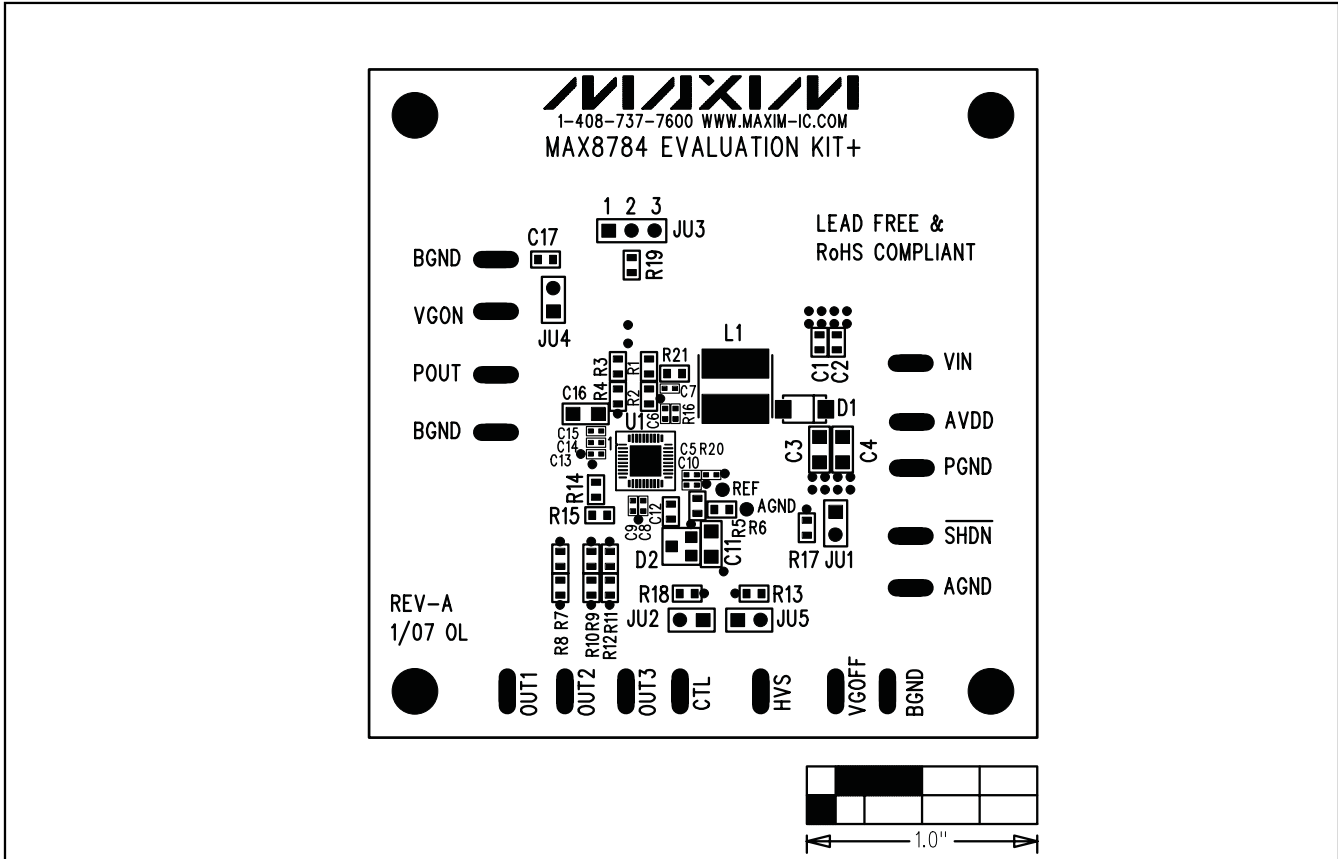 MAXIM
1-408-737-7600 WWW.MAXIM-IC.COM
MAX8784 EVALUATION KIT+
1 2 3
JU3
LEAD FREE &
RoHS COMPLIANT
C17
R19
BGND
VGON
JU4
POUT
BGND
L1
C1
C2
VIN
R3
R1
R21
R4
R2
C7
C16
C6
R16
D1
AVDD
U1
C15
C14
C13
1
C5
R20
C10
C3
C4
PGND
R14
REF
AGND
R15
C9
C8
C12
R5
R6
D2
C11
R17
JU1
SHDN
AGND
R18
R13
JU2
JU5
REV-A
1/07 OL
R8
R7
R10
R9
R12
R11
OUT1
OUT2
OUT3
CTL
HVS
VGOFF
BGND
1.0"